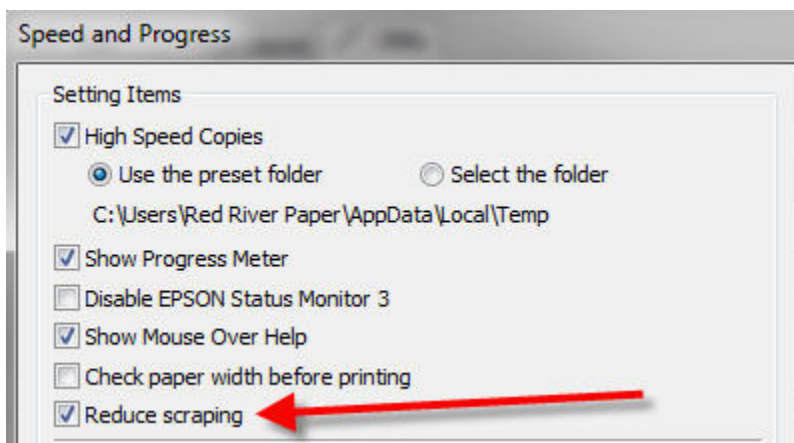 Speed and Progress
Setting Items
High Speed Copies
Use the preset folder Select the folder
C:\Users\Red River Paper\AppData\Local\Temp
Show Progress Meter
Disable EPSON Status Monitor 3
Show Mouse Over Help
Check paper width before printing
Reduce scraping